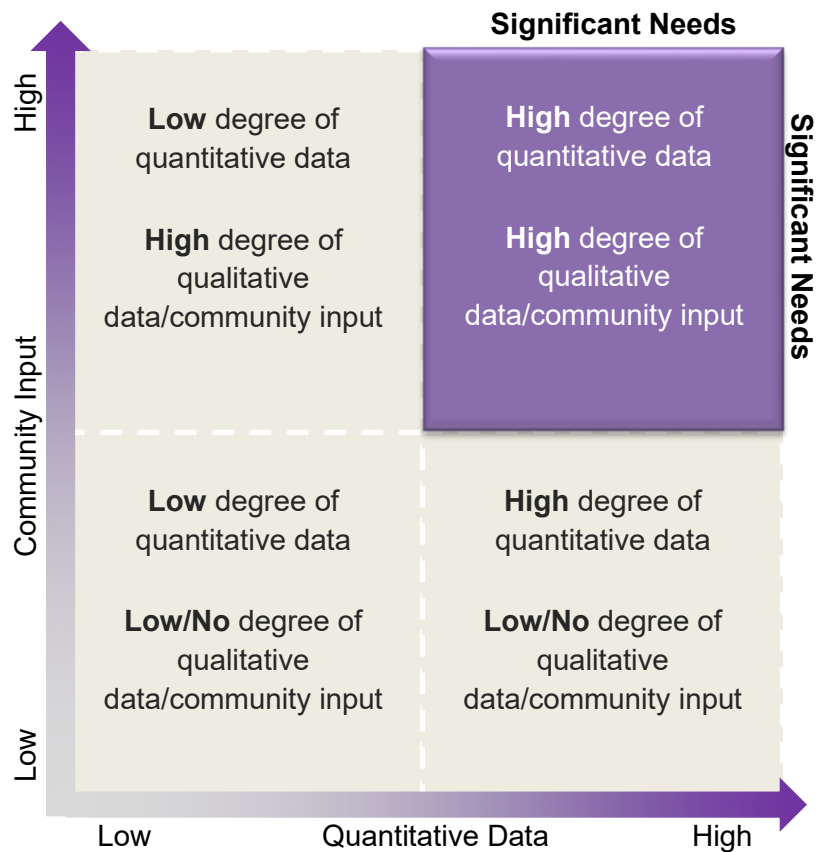 Significant Needs
High
Low degree of
quantitative data
High degree of
qualitative
data/community input
High degree of
quantitative data
High degree of
qualitative
data/community input
Significant Needs
Community Input
Low degree of
quantitative data
Low/No degree of
qualitative
data/community input
High degree of
quantitative data
Low/No degree of
qualitative
data/community input
Low
Low
Quantitative Data
High